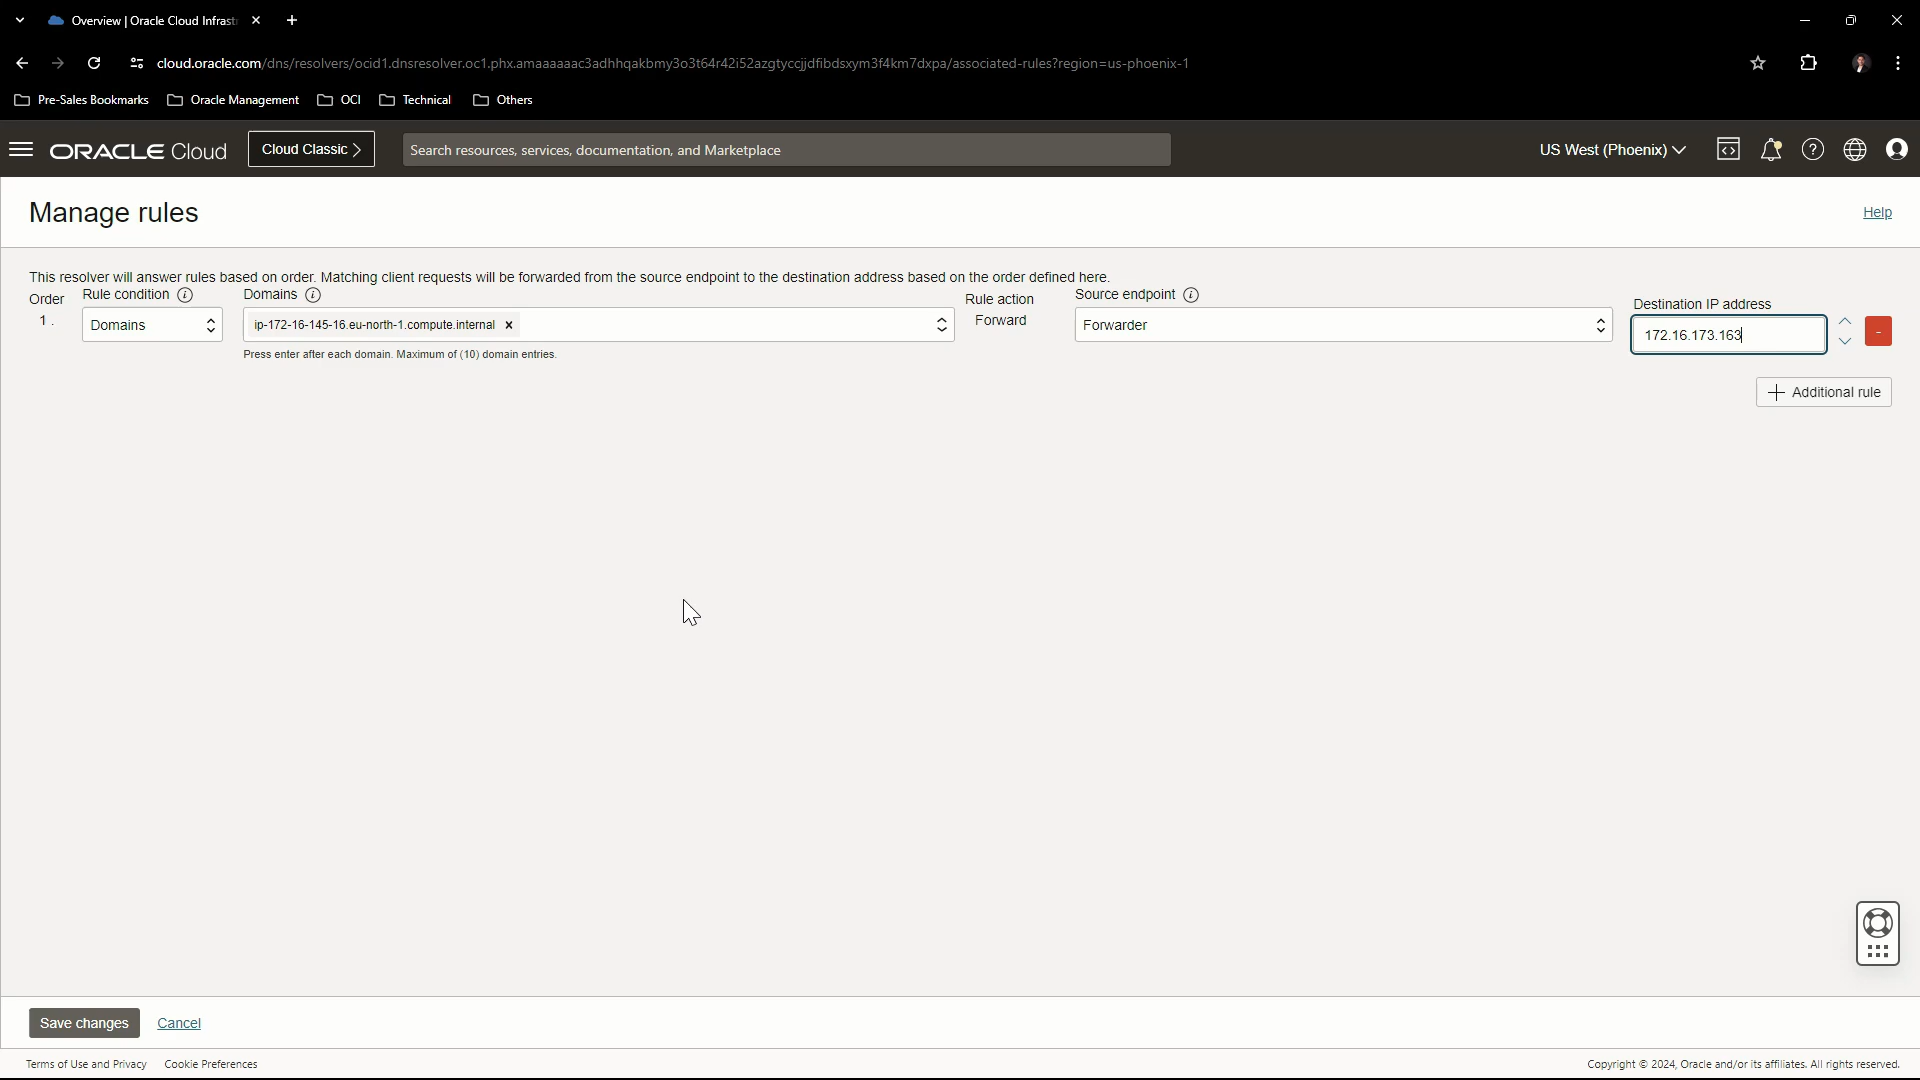 Overview | Oracle Cloud Infrast
cloud.oracle.com/dns/resolvers/ocid1.dnsresolver.oc1.phx.amaaaaaac3adhhqakbmy3o3t64r42i52azgtyccjjdfibdsxym3f4km7dxpa/associated-rules?region=us-phoenix-1
Pre-Sales Bookmarks Oracle Management OCI Technical Others
ORACLE Cloud Cloud Classic > Search resources, services, documentation, and Marketplace US West (Phoenix)
Manage rules Help
This resolver will answer rules based on order. Matching client requests will be forwarded from the source endpoint to the destination address based on the order defined here.
Order Rule condition Domains Rule action Source endpoint Destination IP address
1. Domains ip-172-16-145-16.eu-north-1.compute.internal × Forward Forwarder 172.16.173.163 -
Press enter after each domain. Maximum of (10) domain entries.
+ Additional rule
Save changes Cancel
Terms of Use and Privacy Cookie Preferences Copyright © 2024, Oracle and/or its affiliates. All rights reserved.